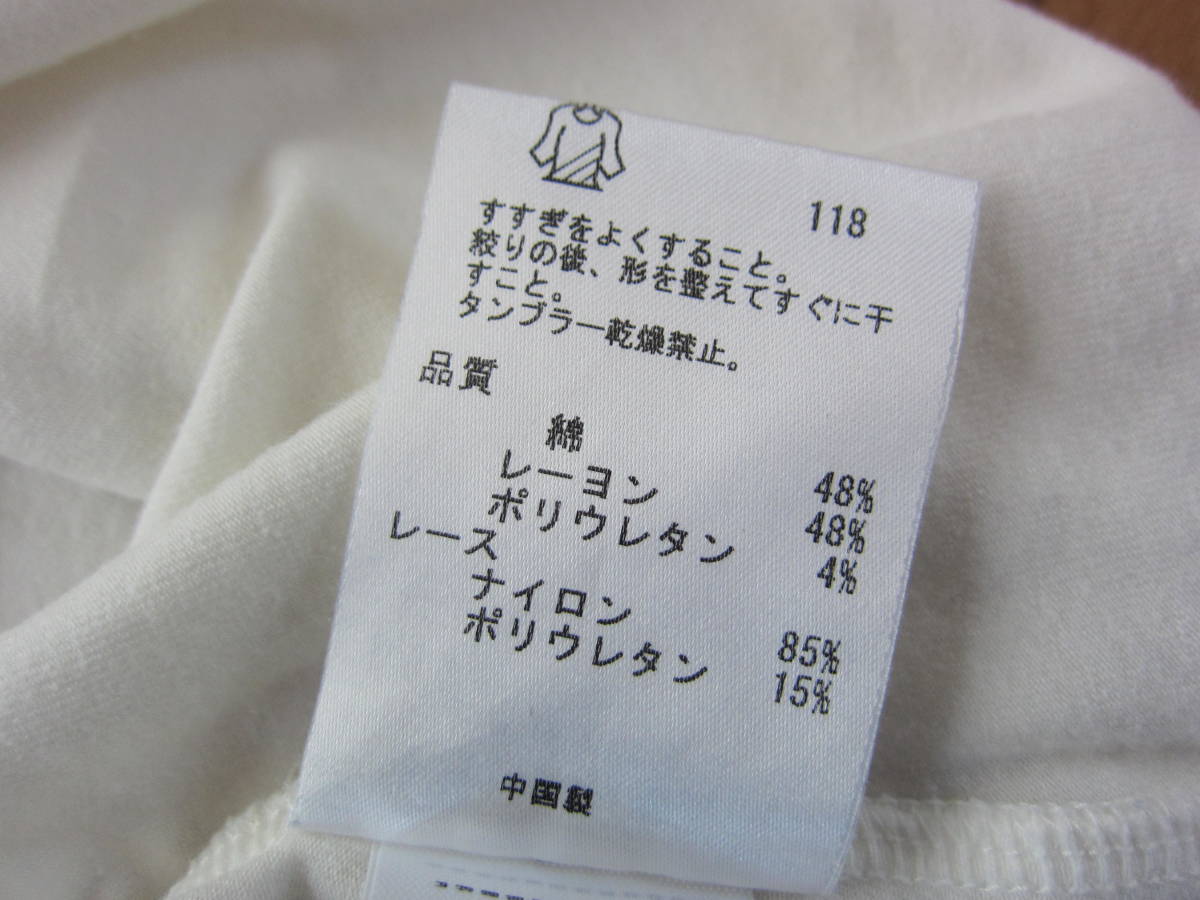 118
すすぎをよくすること。
絞りの後、形を整えてすぐに干
すこと。
タンブラー乾燥禁止。
品質
綿 48%
レーヨン 48%
ポリウレタン 4%
レース
ナイロン 85%
ポリウレタン 15%
中国製